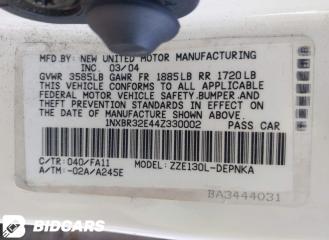 MFD.BY: NEW UNITED MOTOR MANUFACTURING
INC. 03/04
GVWR 3585LB GAWR FR 1885LB RR 1720LB
THIS VEHICLE CONFORMS TO ALL APPLICABLE
FEDERAL MOTOR VEHICLE SAFETY,BUMPER,AND
THEFT PREVENTION STANDARDS IN EFFECT ON
THE DATE OF MANUFACTURE SHOWN ABOVE.
1NXBR32E44Z330002 PASS CAR
C/TR: 040/FA11 MODEL: ZZE130L-DEPNKA
A/TM: -02A/A245E
BA3444031
BIDCARS